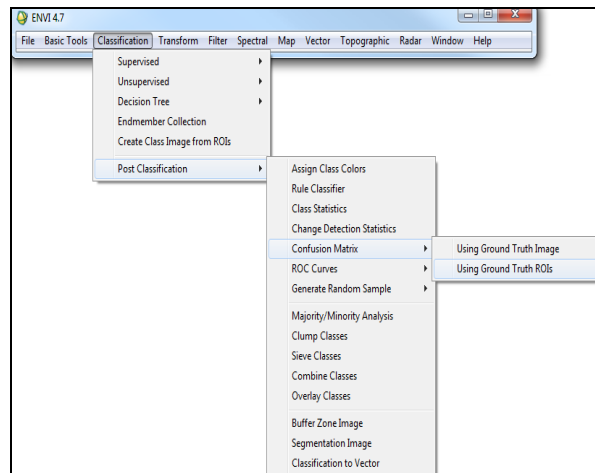 ENVI 4.7
File Basic Tools Classification Transform Filter Spectral Map Vector Topographic Radar Window Help
Supervised
Unsupervised
Decision Tree
Endmember Collection
Create Class Image from ROIs
Post Classification
Assign Class Colors
Rule Classifier
Class Statistics
Change Detection Statistics
Confusion Matrix
Using Ground Truth Image
Using Ground Truth ROIs
ROC Curves
Generate Random Sample
Majority/Minority Analysis
Clump Classes
Sieve Classes
Combine Classes
Overlay Classes
Buffer Zone Image
Segmentation Image
Classification to Vector